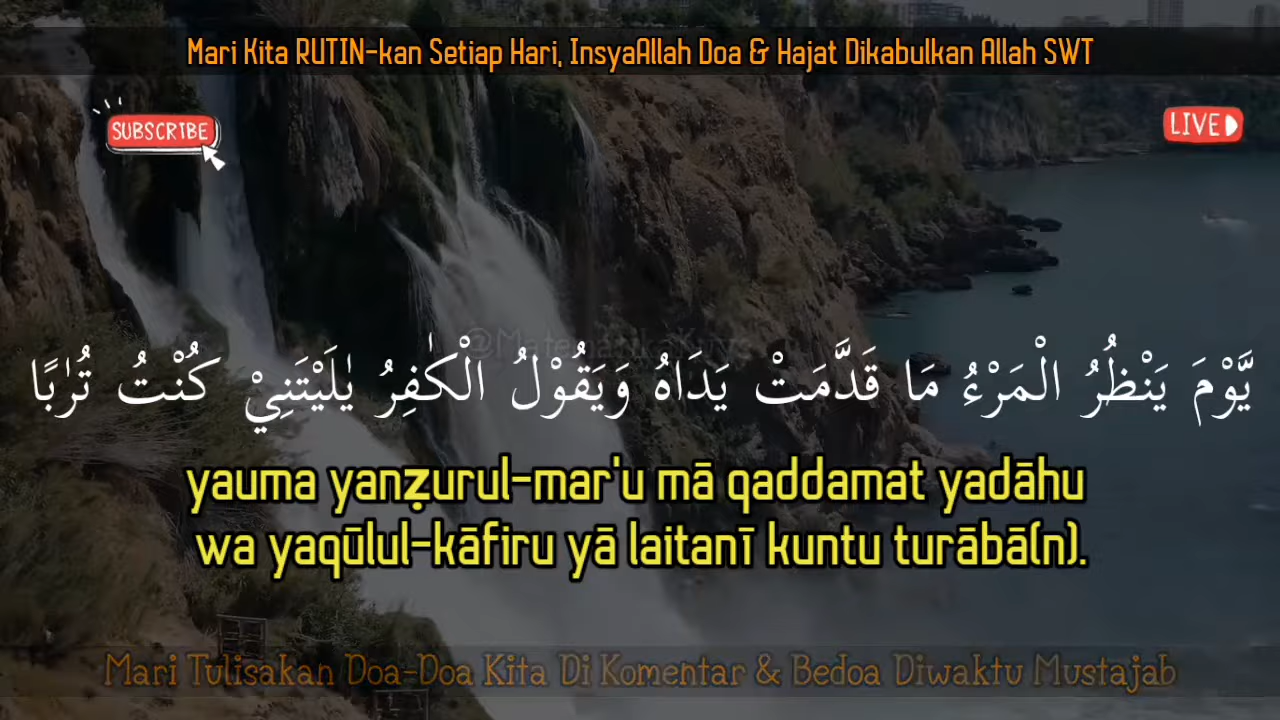 Mari Kita RUTIN-kan Setiap Hari, InsyaAllah Doa & Hajat Dikabulkan Allah SWT
SUBSCRIBE
LIVE
يَّوْمَ يَنْظُرُ الْمَرْءُ مَا قَدَّمَتْ يَدَاهُ وَيَقُوْلُ الْكٰفِرُ يٰلَيْتَنِيْ كُنْتُ تُرٰبًا
yauma yanẓurul-mar'u mā qaddamat yadāhu
wa yaqūlul-kāfiru yā laitanī kuntu turābā(n).
Mari Tulisakan Doa-Doa Kita Di Komentar & Bedoa Diwaktu Mustajab